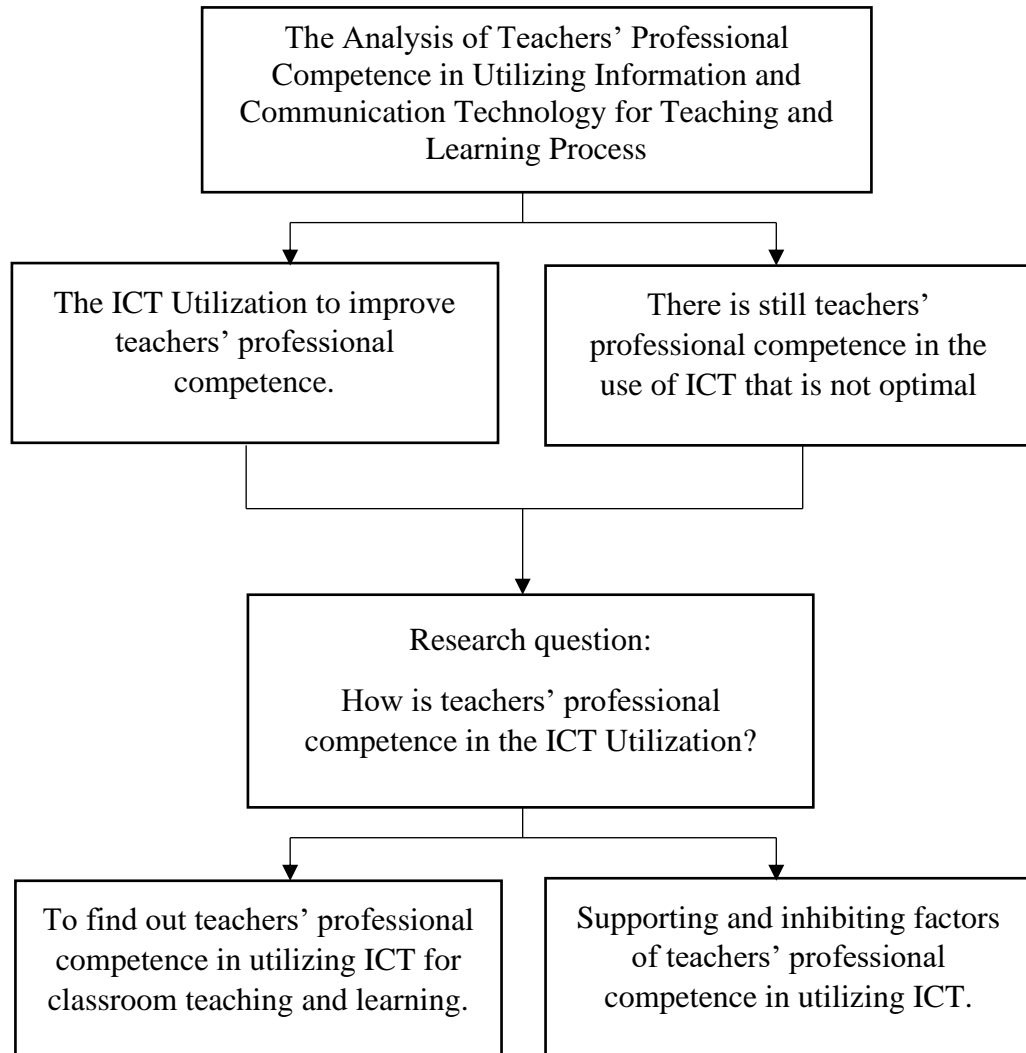 The Analysis of Teachers’ Professional
Competence in Utilizing Information and
Communication Technology for Teaching and
Learning Process
The ICT Utilization to improve
teachers’ professional
competence.
There is still teachers’
professional competence in the
use of ICT that is not optimal
Research question:
How is teachers’ professional
competence in the ICT Utilization?
To find out teachers’ professional
competence in utilizing ICT for
classroom teaching and learning.
Supporting and inhibiting factors
of teachers’ professional
competence in utilizing ICT.